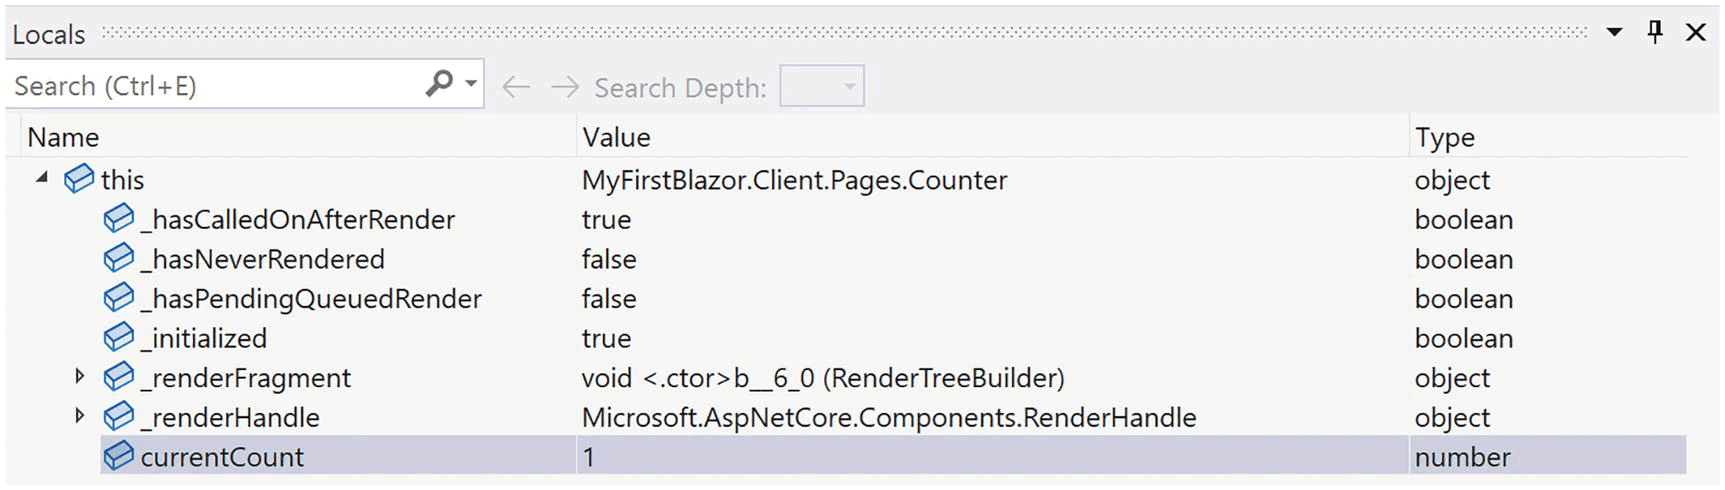 Locals
Search (Ctrl+E) Search Depth:
Name Value Type
this MyFirstBlazor.Client.Pages.Counter object
_hasCalledOnAfterRender true boolean
_hasNeverRendered false boolean
_hasPendingQueuedRender false boolean
_initialized true boolean
_renderFragment void <.ctor>b__6_0 (RenderTreeBuilder) object
_renderHandle Microsoft.AspNetCore.Components.RenderHandle object
currentCount 1 number